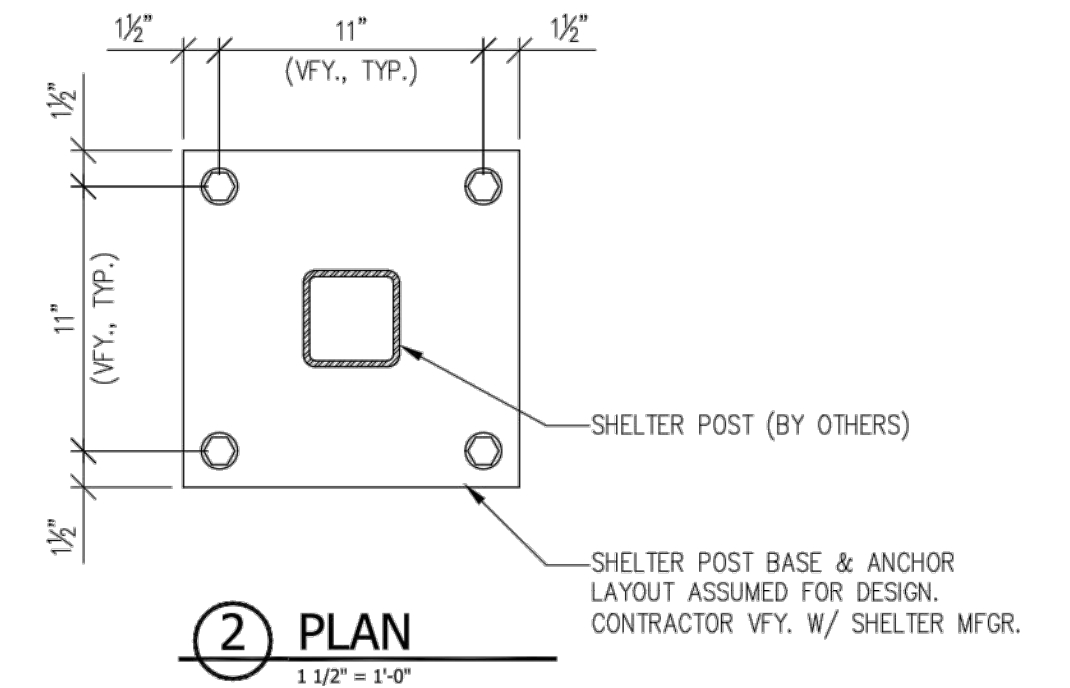 1½" 11" 1½"
(VFY., TYP.)
1½"
11"
(VFY., TYP.)
1½"
SHELTER POST (BY OTHERS)
SHELTER POST BASE & ANCHOR
LAYOUT ASSUMED FOR DESIGN.
CONTRACTOR VFY. W/ SHELTER MFGR.
2 PLAN
1 1/2" = 1'-0"